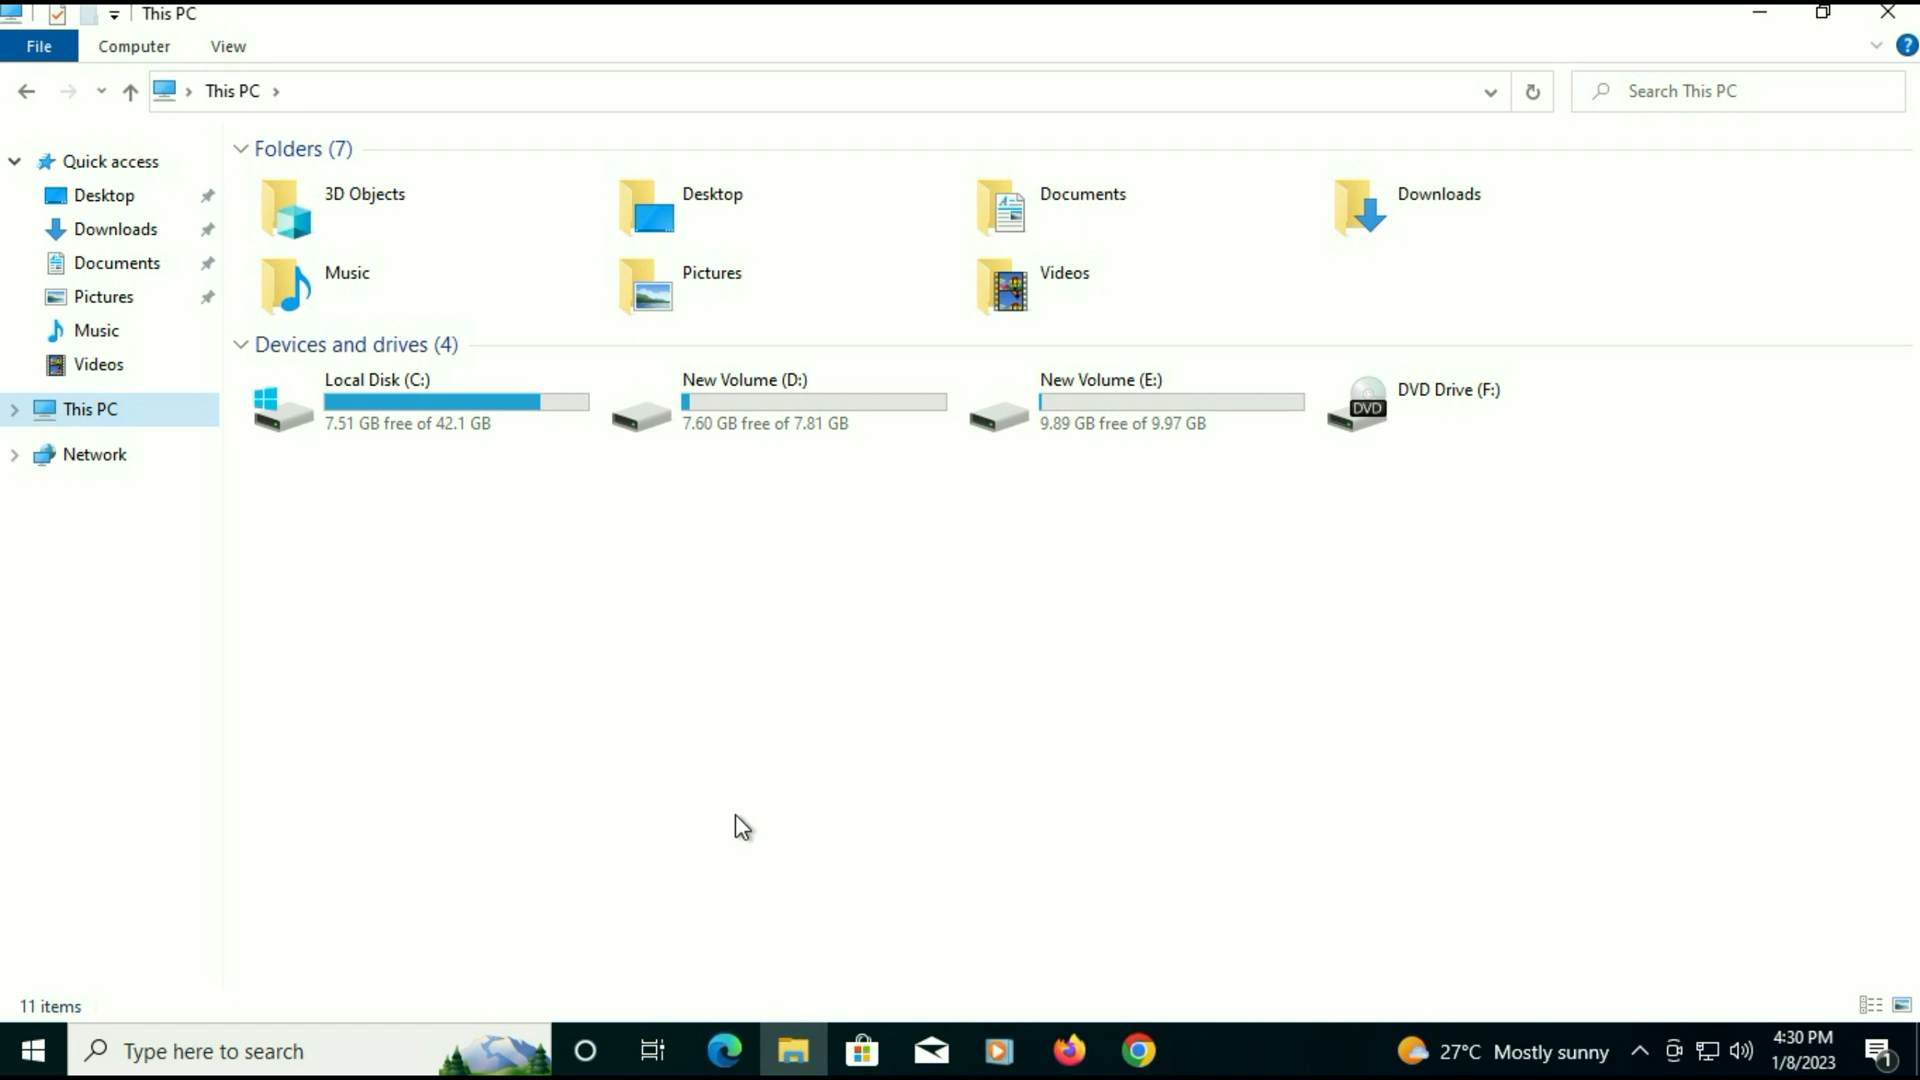 This PC
File Computer View
This PC
Search This PC
Quick access
Desktop
Downloads
Documents
Pictures
Music
Videos
This PC
Network
Folders (7)
3D Objects
Desktop
Documents
Downloads
Music
Pictures
Videos
Devices and drives (4)
Local Disk (C:)
7.51 GB free of 42.1 GB
New Volume (D:)
7.60 GB free of 7.81 GB
New Volume (E:)
9.89 GB free of 9.97 GB
DVD
DVD Drive (F:)
11 items
Type here to search
27°C Mostly sunny
4:30 PM
1/8/2023
1